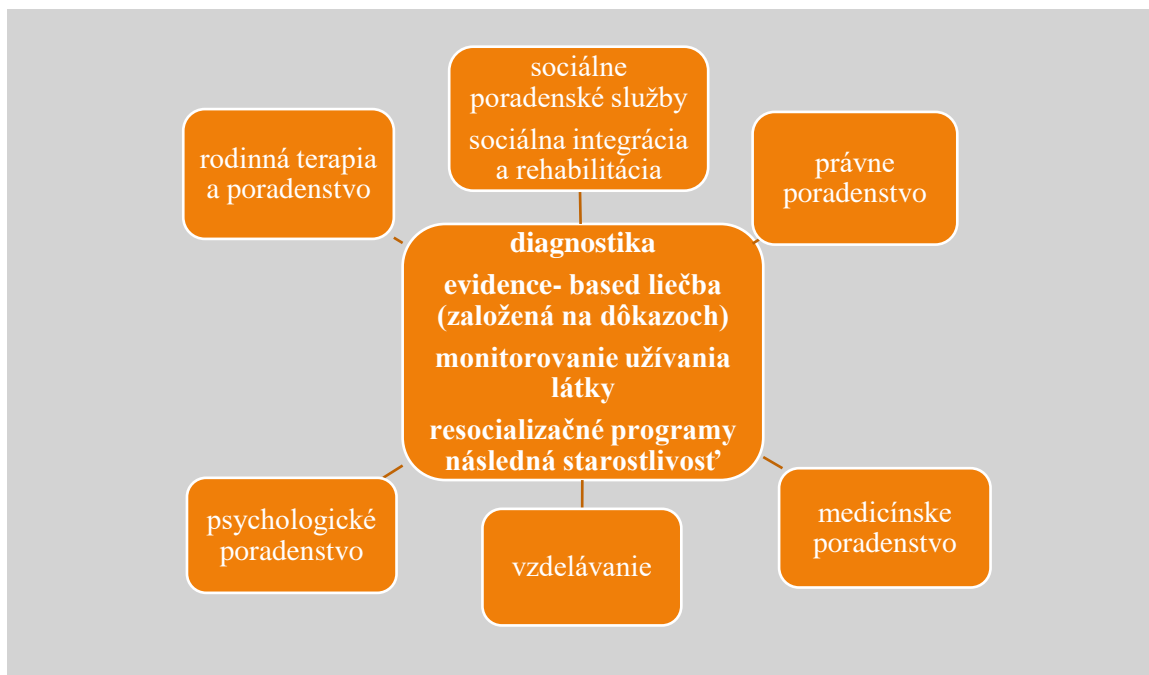 sociálne
poradenské služby
sociálna integrácia
a rehabilitácia
rodinná terapia
a poradenstvo
právne
poradenstvo
diagnostika
evidence- based liečba
(založená na dôkazoch)
monitorovanie užívania
látky
resocializačné programy
následná starostlivosť
psychologické
poradenstvo
vzdelávanie
medicínske
poradenstvo